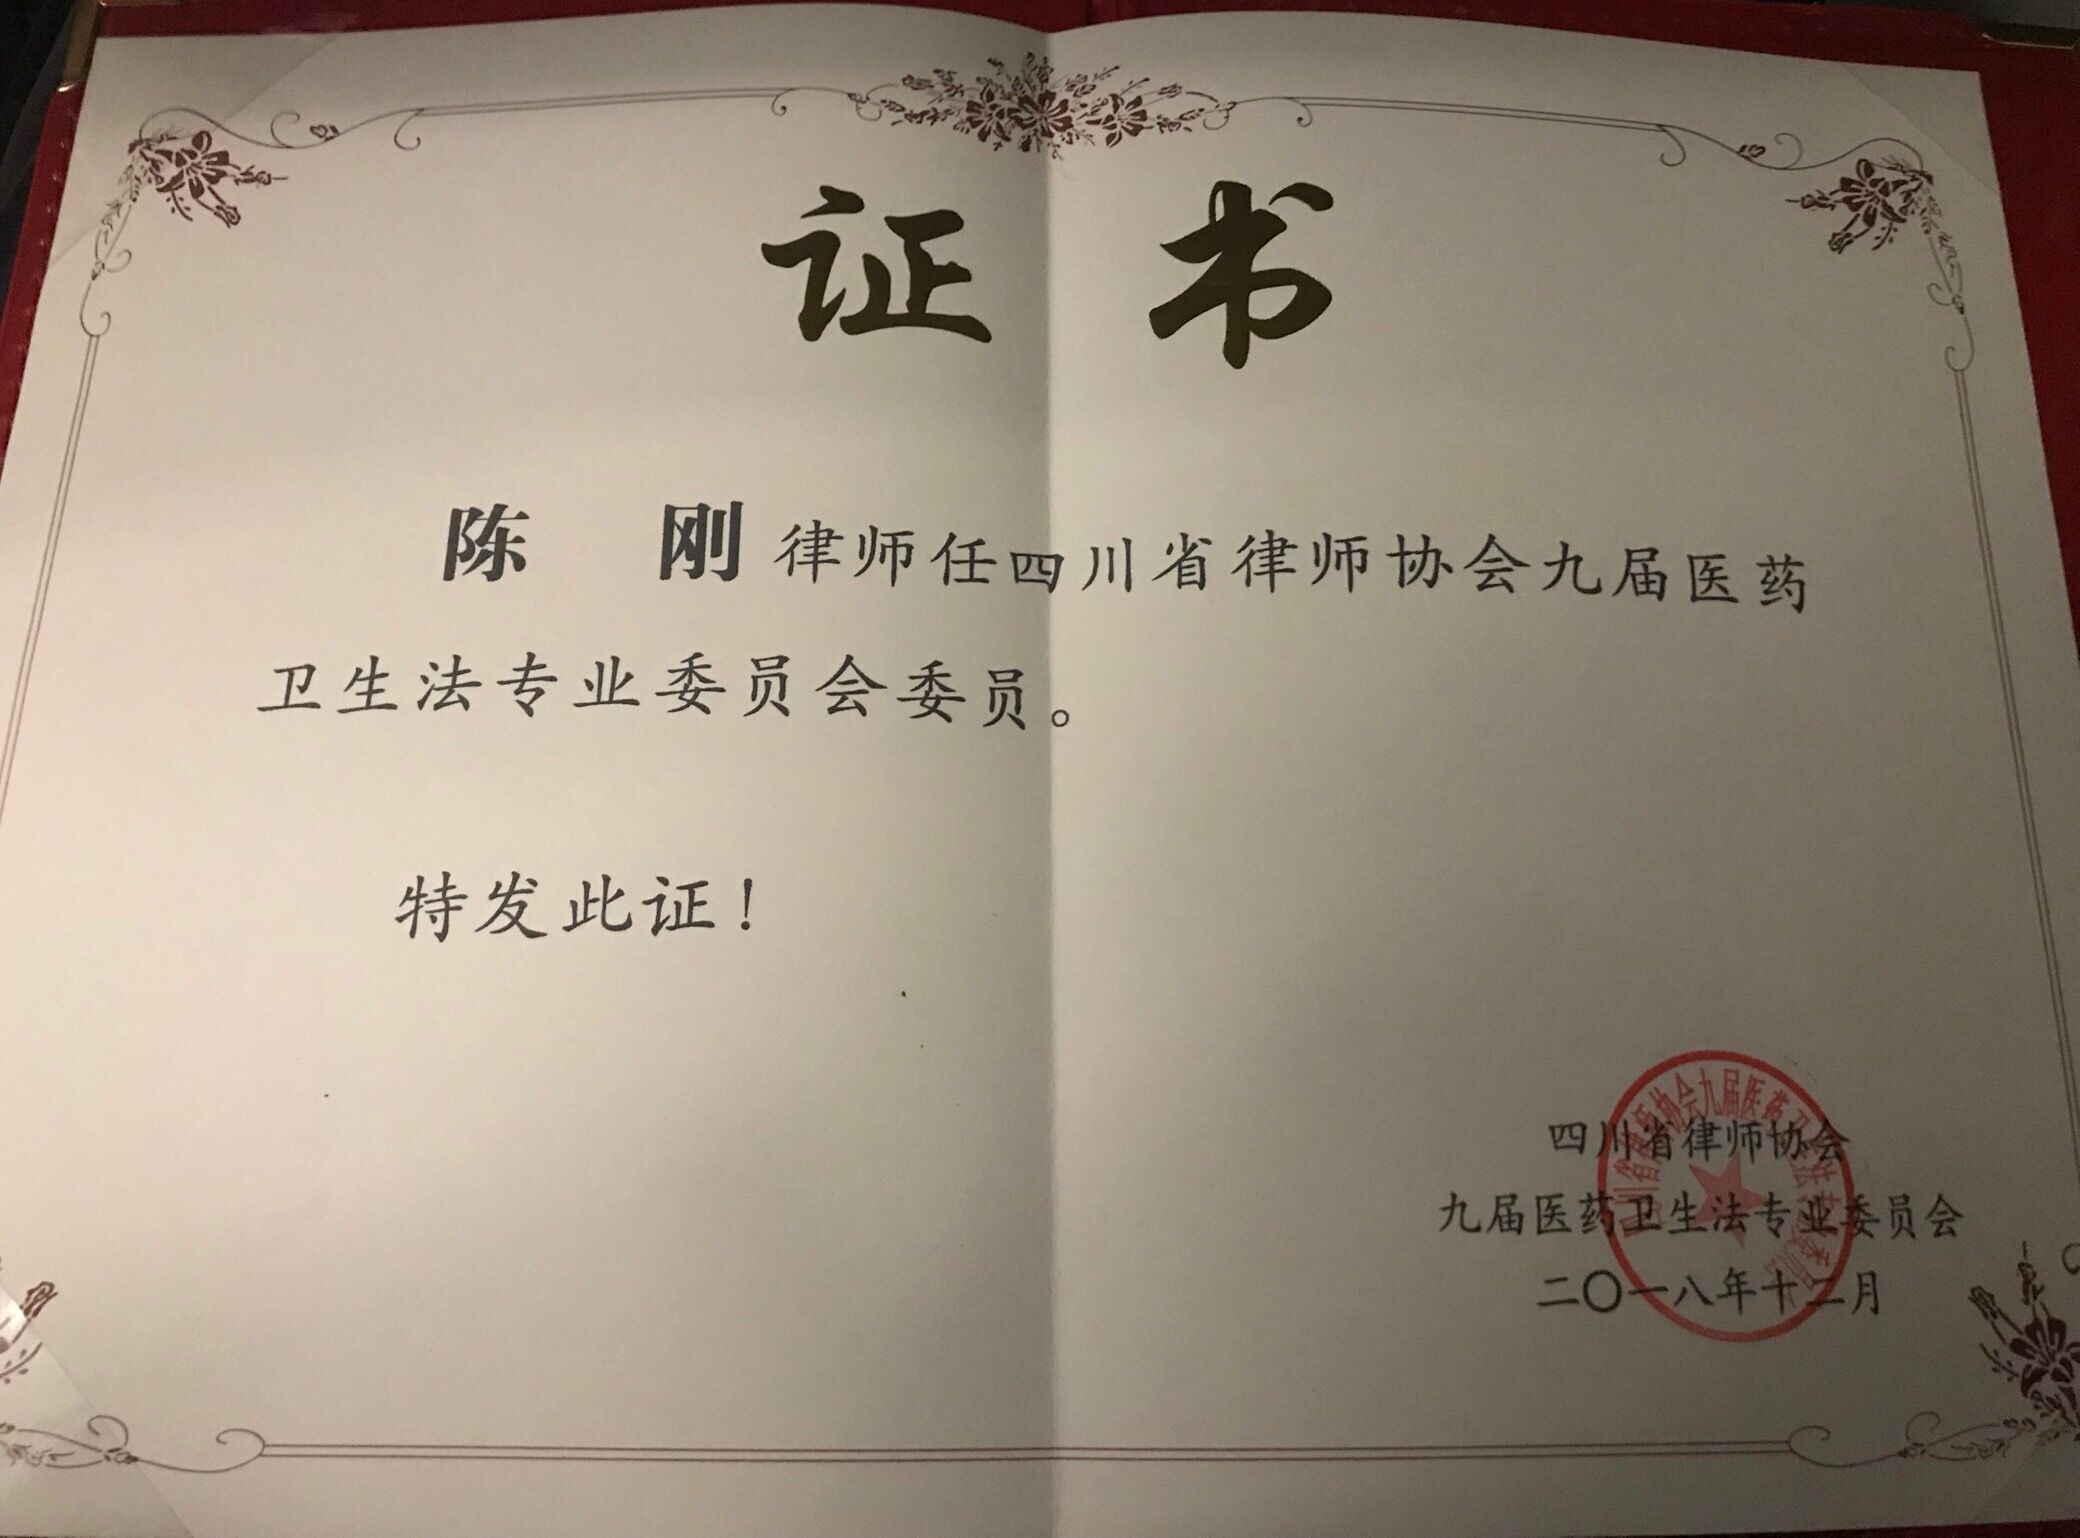 证书
陈 刚 律师任四川省律师协会九届医药
卫生法专业委员会委员。
特发此证！
四川省律师协会
九届医药卫生法专业委员会
二〇一八年十二月